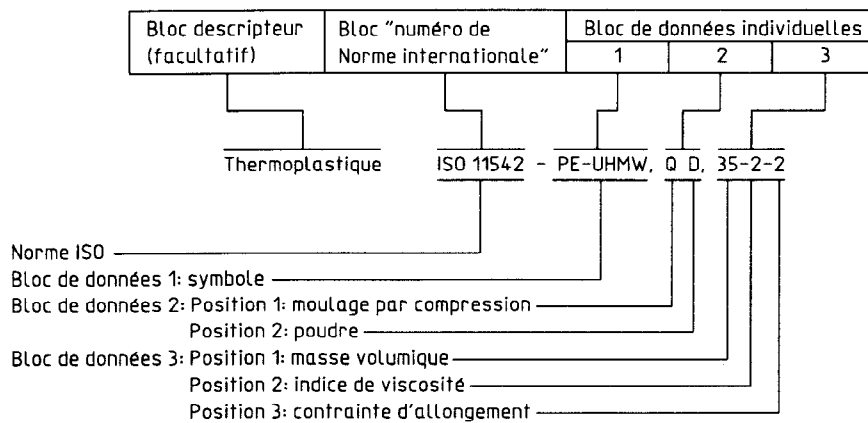 Bloc descripteur (facultatif)
Bloc "numéro de Norme internationale"
Bloc de données individuelles
1 2 3
Thermoplastique ISO 11542 - PE-UHMW, Q D, 35-2-2
Norme ISO
Bloc de données 1: symbole
Bloc de données 2: Position 1: moulage par compression
Position 2: poudre
Bloc de données 3: Position 1: masse volumique
Position 2: indice de viscosité
Position 3: contrainte d'allongement